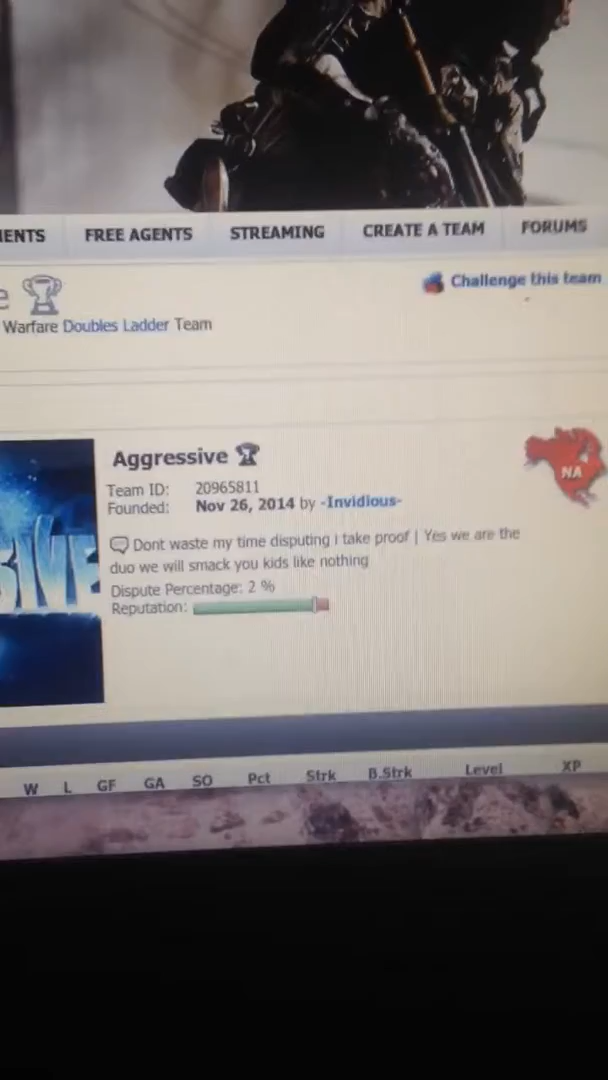 FREE AGENTS STREAMING CREATE A TEAM FORUMS
Challenge this team
Warfare Doubles Ladder Team
Aggressive
NA
Team ID: 20965811
Founded: Nov 26, 2014 by -Invidious-
Dont waste my time disputing i take proof | Yes we are the
duo we will smack you kids like nothing
Dispute Percentage: 2 %
Reputation:
W L GF GA SO Pct Strk B.Strk Level XP